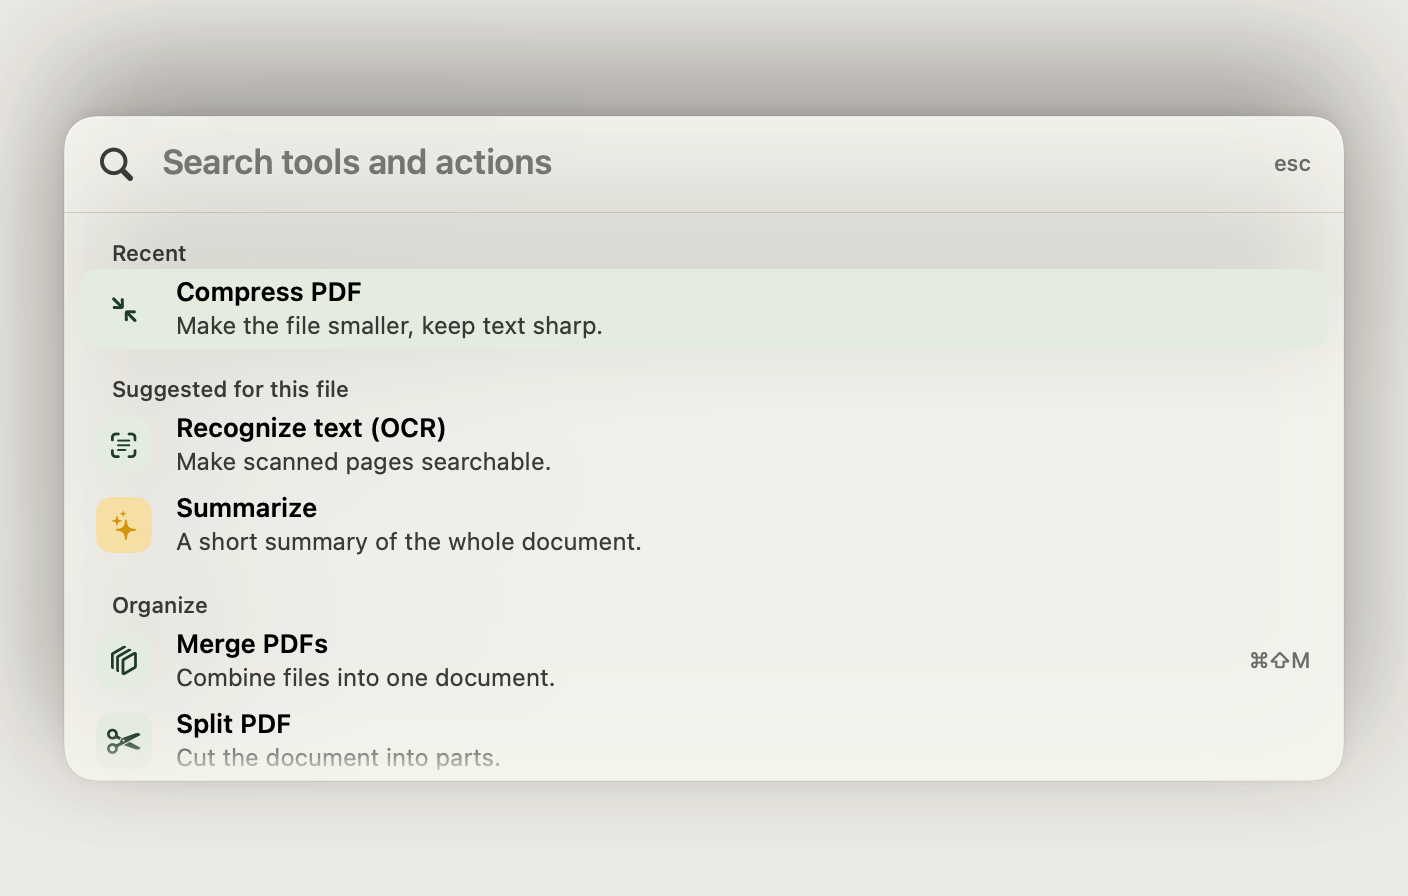 Search tools and actions
esc
Recent
Compress PDF
Make the file smaller, keep text sharp.
Suggested for this file
Recognize text (OCR)
Make scanned pages searchable.
Summarize
A short summary of the whole document.
Organize
Merge PDFs
Combine files into one document.
⌘⇧M
Split PDF
Cut the document into parts.